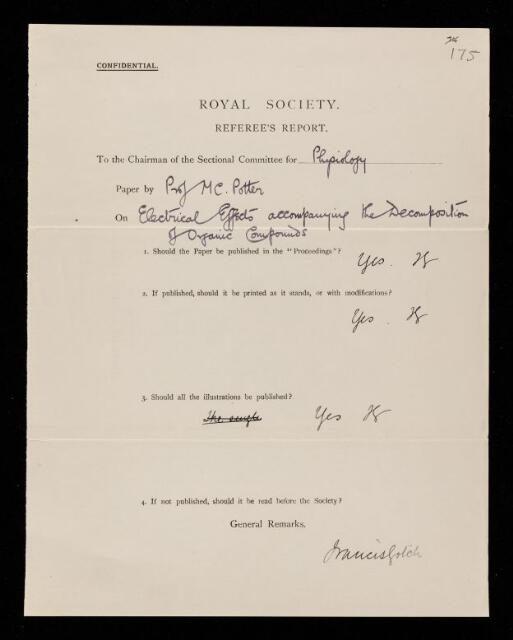 175
CONFIDENTIAL.
ROYAL SOCIETY.
REFEREE'S REPORT.
To the Chairman of the Sectional Committee for Physiology
Paper by Prof M C. Potter
On Electrical Effects accompanying the Decomposition
of Organic Compounds
1. Should the Paper be published in the "Proceedings"?
Yes.
2. If published, should it be printed as it stands, or with modifications?
Yes.
3. Should all the illustrations be published?
The single Yes
4. If not published, should it be read before the Society?
General Remarks.
Francis Gotch